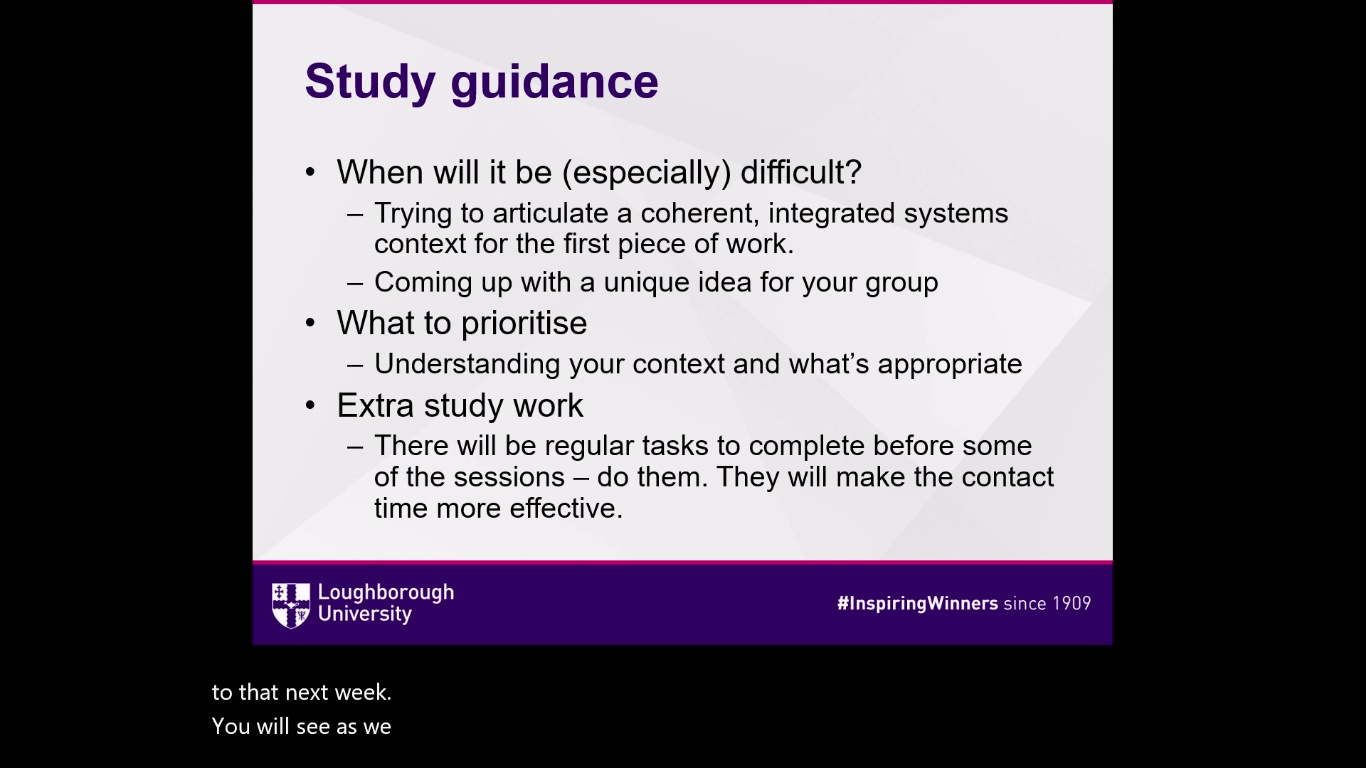 Study guidance
• When will it be (especially) difficult?
– Trying to articulate a coherent, integrated systems
context for the first piece of work.
– Coming up with a unique idea for your group
• What to prioritise
– Understanding your context and what’s appropriate
• Extra study work
– There will be regular tasks to complete before some
of the sessions – do them. They will make the contact
time more effective.
Loughborough
University
#InspiringWinners since 1909
to that next week.
You will see as we